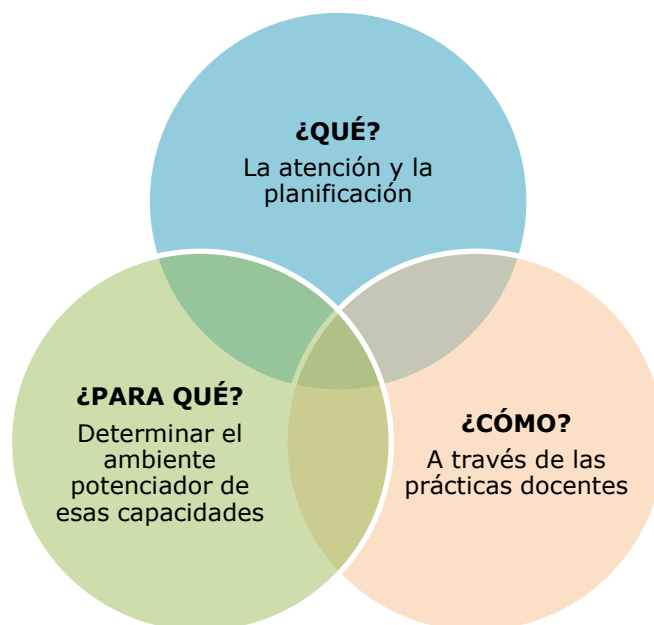 ¿QUÉ?
La atención y la
planificación
¿PARA QUÉ?
Determinar el
ambiente
potenciador de
esas capacidades
¿CÓMO?
A través de las
prácticas docentes